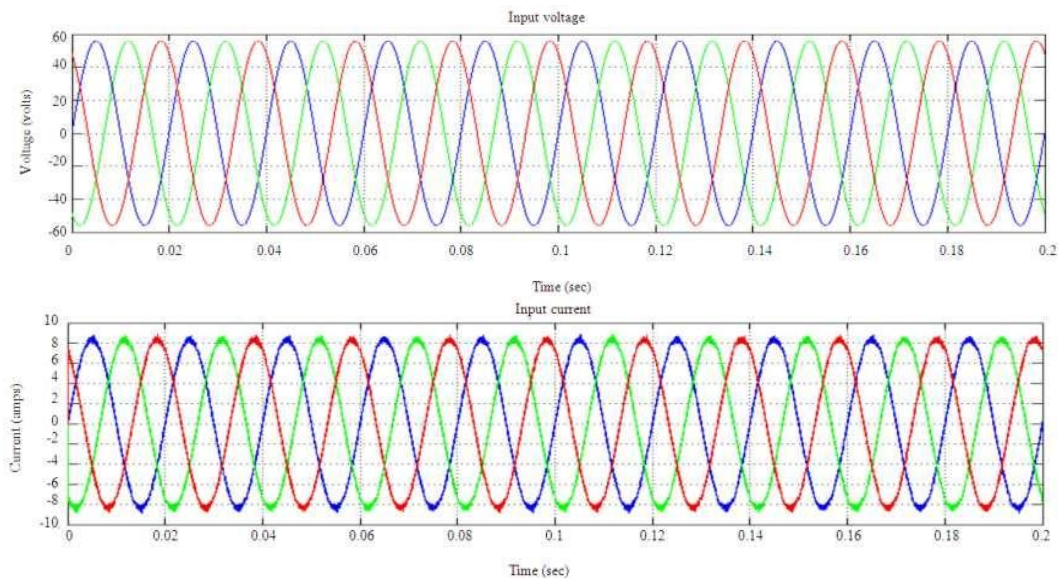 Input voltage
Voltage (volts)
60
40
20
0
-20
-40
-60
0 0.02 0.04 0.06 0.08 0.1 0.12 0.14 0.16 0.18 0.2
Time (sec)
Input current
Current (amps)
10
8
6
4
2
0
-2
-4
-6
-8
-10
0 0.02 0.04 0.06 0.08 0.1 0.12 0.14 0.16 0.18 0.2
Time (sec)